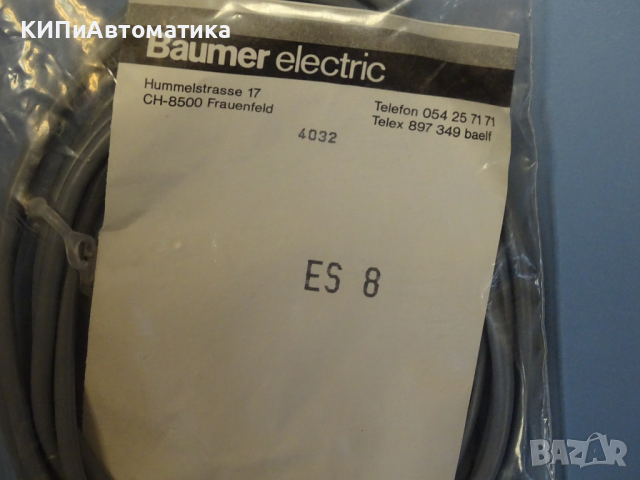 КИПиАвтоматика
Baumer electric
Hummelstrasse 17
CH-8500 Frauenfeld
Telefon 054 25 71 71
Telex 897 349 baelf
4032
ES 8
BAZAR